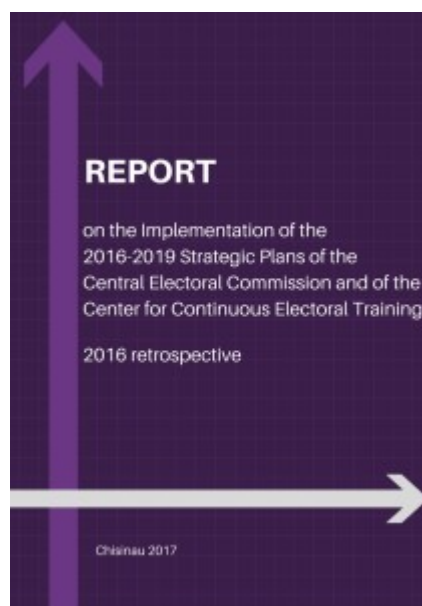 REPORT
on the Implementation of the
2016-2019 Strategic Plans of the
Central Electoral Commission and of the
Center for Continuous Electoral Training
2016 retrospective
Chisinau 2017